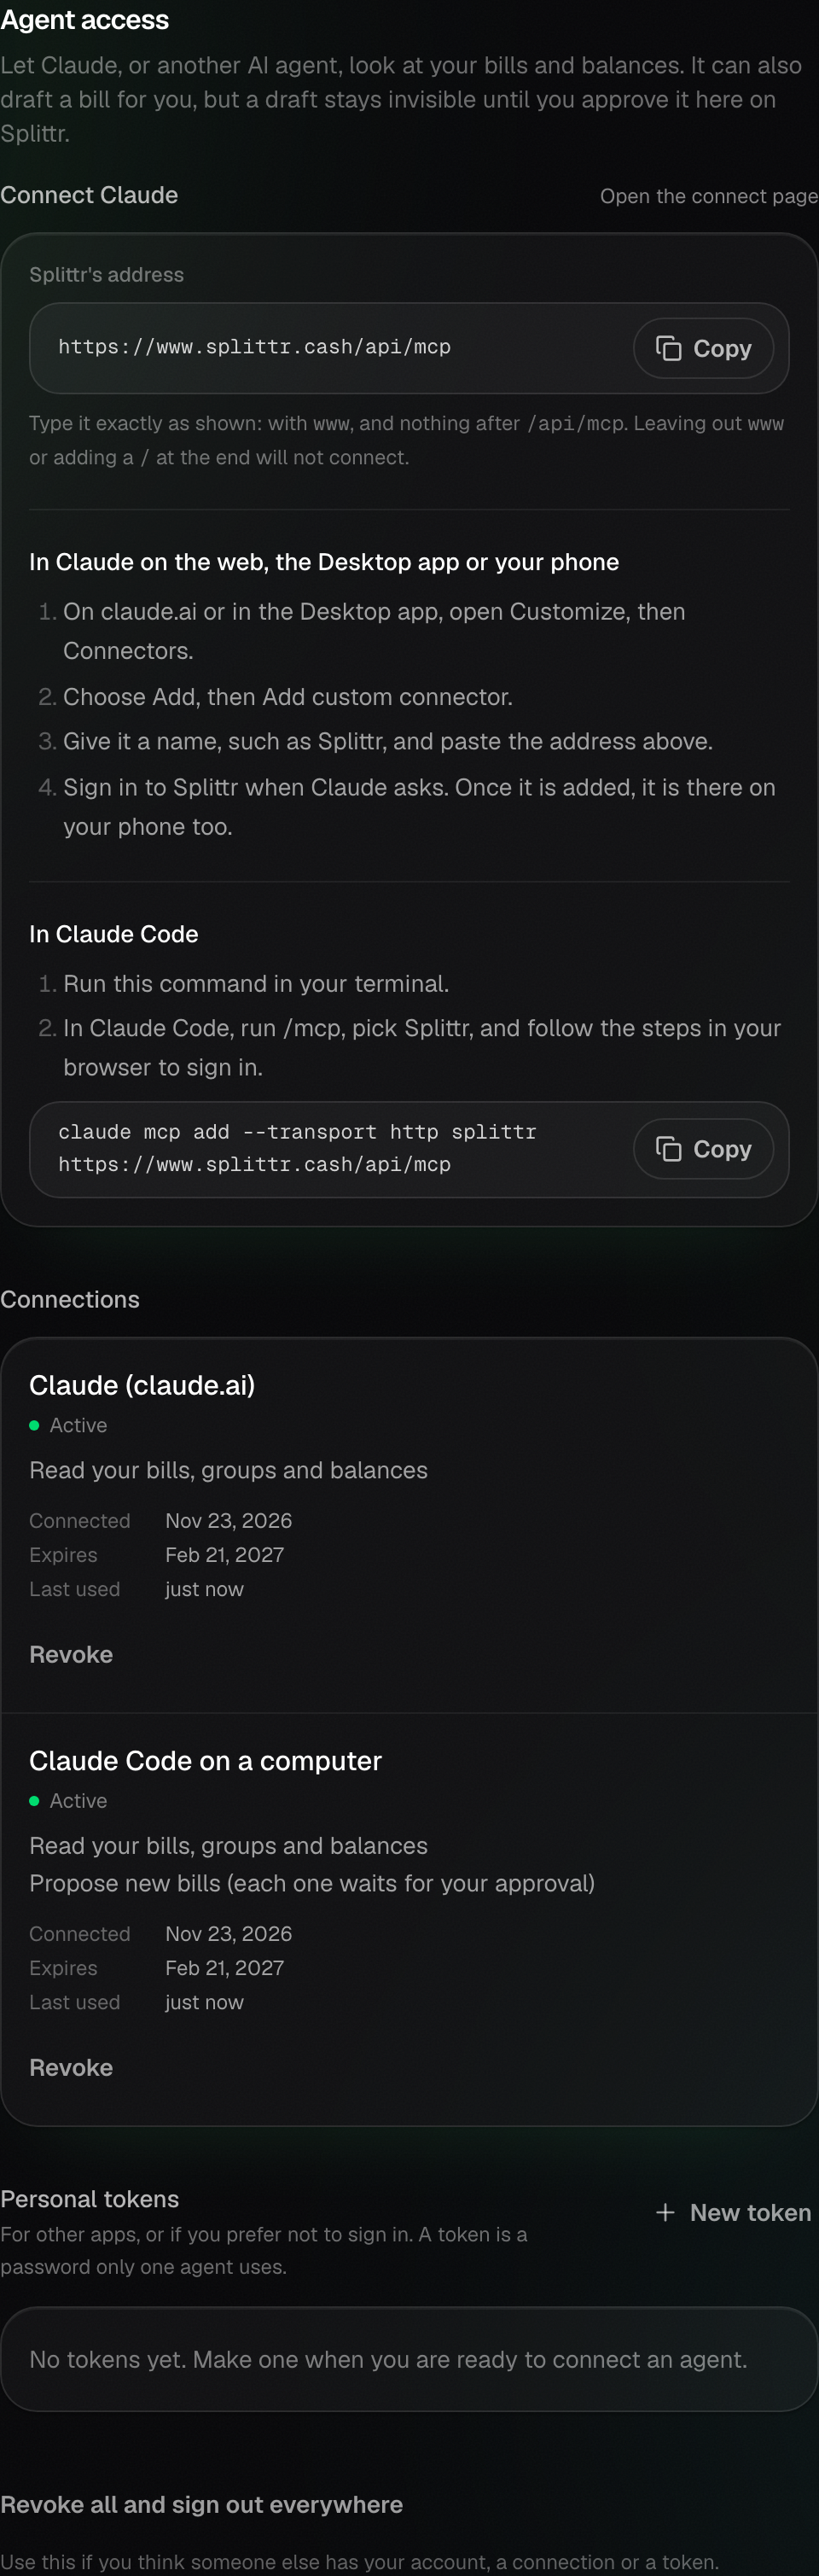 Agent access
Let Claude, or another AI agent, look at your bills and balances. It can also
draft a bill for you, but a draft stays invisible until you approve it here on
Splittr.
Connect Claude
Open the connect page
Splittr's address
https://www.splittr.cash/api/mcp
Copy
Type it exactly as shown: with www, and nothing after /api/mcp. Leaving out www
or adding a / at the end will not connect.
In Claude on the web, the Desktop app or your phone
1. On claude.ai or in the Desktop app, open Customize, then
Connectors.
2. Choose Add, then Add custom connector.
3. Give it a name, such as Splittr, and paste the address above.
4. Sign in to Splittr when Claude asks. Once it is added, it is there on
your phone too.
In Claude Code
1. Run this command in your terminal.
2. In Claude Code, run /mcp, pick Splittr, and follow the steps in your
browser to sign in.
claude mcp add --transport http splittr
https://www.splittr.cash/api/mcp
Copy
Connections
Claude (claude.ai)
Active
Read your bills, groups and balances
Connected Nov 23, 2026
Expires Feb 21, 2027
Last used just now
Revoke
Claude Code on a computer
Active
Read your bills, groups and balances
Propose new bills (each one waits for your approval)
Connected Nov 23, 2026
Expires Feb 21, 2027
Last used just now
Revoke
Personal tokens
+ New token
For other apps, or if you prefer not to sign in. A token is a
password only one agent uses.
No tokens yet. Make one when you are ready to connect an agent.
Revoke all and sign out everywhere
Use this if you think someone else has your account, a connection or a token.